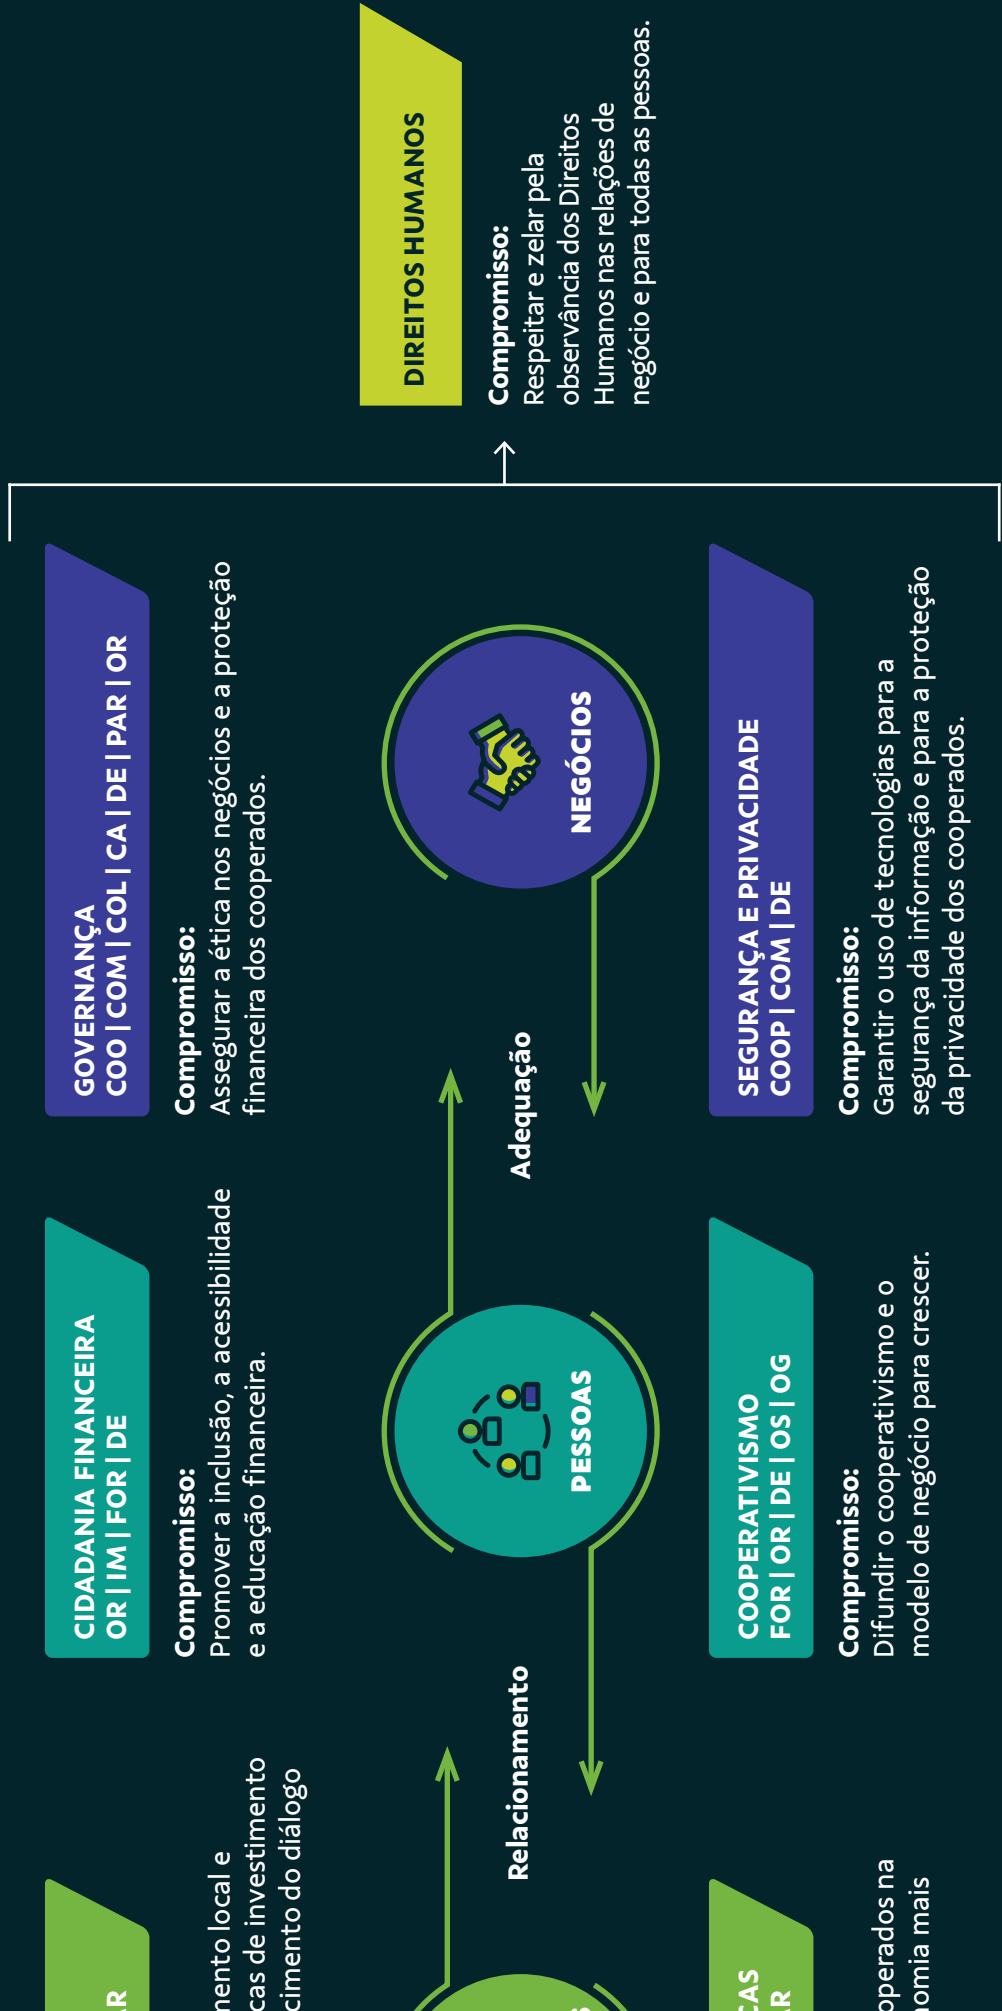 local e
cas de investimento
cimento do diálogo
Relacionamento
CAS
operados na
nomia mais
CIDADANIA FINANCEIRA
OR | IM | FOR | DE
Compromisso:
Promover a inclusão, a acessibilidade
e a educação financeira.
PESSOAS
COOPERATIVISMO
FOR | OR | DE | OS | OG
Compromisso:
Difundir o cooperativismo e o
modelo de negócio para crescer.
Adequação
GOVERNANÇA
COO | COM | COL | CA | DE | PAR | OR
Compromisso:
Assegurar a ética nos negócios e a proteção
financeira dos cooperados.
NEGÓCIOS
SEGURANÇA E PRIVACIDADE
COOP | COM | DE
Compromisso:
Garantir o uso de tecnologias para a
segurança da informação e para a proteção
da privacidade dos cooperados.
DIREITOS HUMANOS
Compromisso:
Respeitar e zelar pela
observância dos Direitos
Humanos nas relações de
negócio e para todas as pessoas.